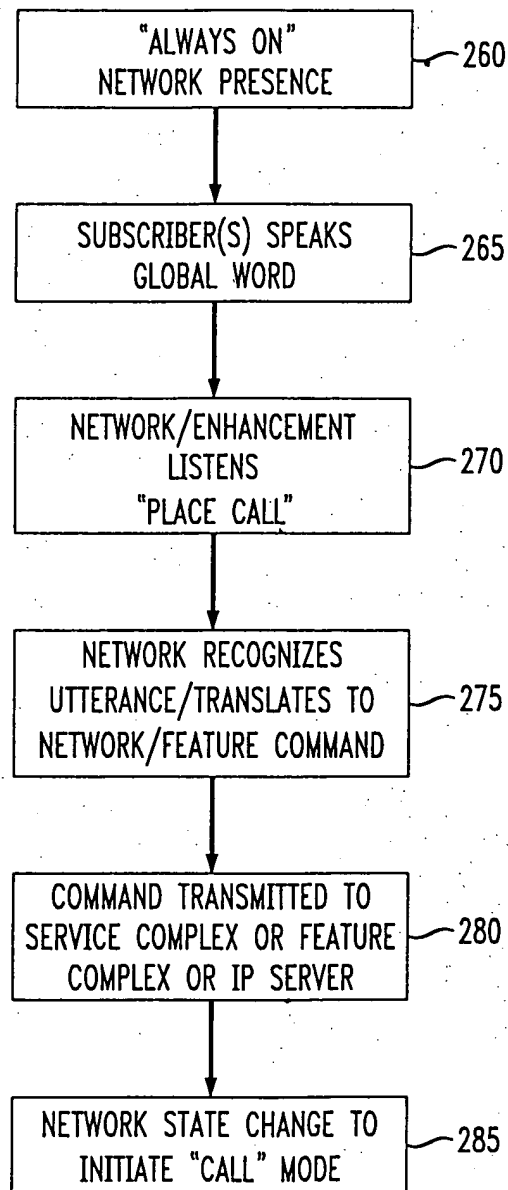 "ALWAYS ON"
NETWORK PRESENCE
260
SUBSCRIBER(S) SPEAKS
GLOBAL WORD
265
NETWORK/ENHANCEMENT
LISTENS
"PLACE CALL"
270
NETWORK RECOGNIZES
UTTERANCE/TRANSLATES TO
NETWORK/FEATURE COMMAND
275
COMMAND TRANSMITTED TO
SERVICE COMPLEX OR FEATURE
COMPLEX OR IP SERVER
280
NETWORK STATE CHANGE TO
INITIATE "CALL" MODE
285